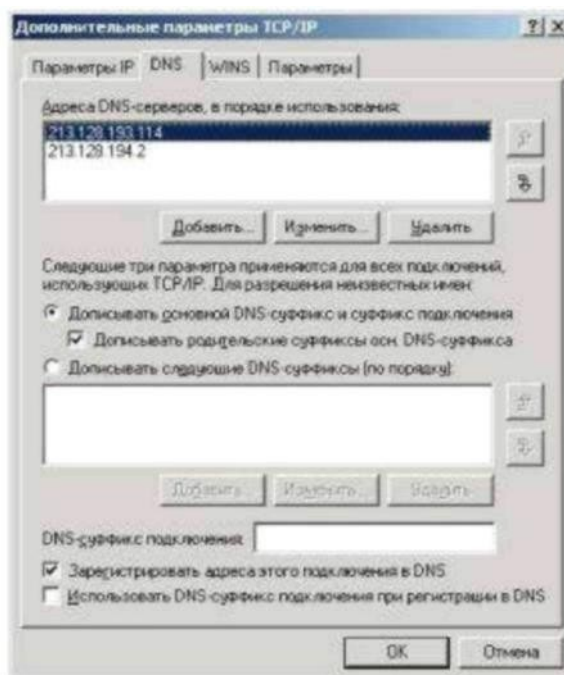 Дополнительные параметры TCP/IP
Параметры IP DNS WINS Параметры
Адреса DNS-серверов, в порядке использования:
213.128.193.114
213.128.194.2
Добавить... Изменить... Удалить
Следующие три параметра применяются для всех подключений,
использующих TCP/IP. Для разрешения неизвестных имен:
Дописывать основной DNS-суффикс и суффикс подключения
Дописывать родительские суффиксы осн. DNS-суффикса
Дописывать следующие DNS-суффиксы (по порядку):
Добавить... Изменить... Удалить
DNS-суффикс подключения:
Зарегистрировать адреса этого подключения в DNS
Использовать DNS-суффикс подключения при регистрации в DNS
OK Отмена